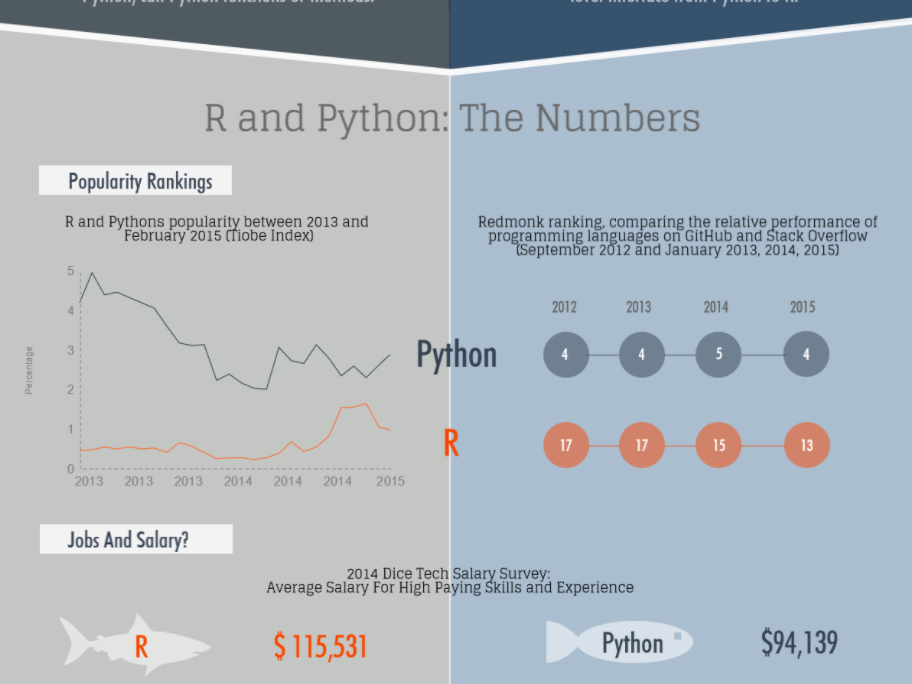 R and Python: The Numbers
Popularity Rankings
R and Pythons popularity between 2013 and
February 2015 (Tiobe Index)
5
4
3
2
1
0
Percentage
2013 2013 2013 2014 2014 2014 2015
Redmonk ranking, comparing the relative performance of
programming languages on GitHub and Stack Overflow
(September 2012 and January 2013, 2014, 2015)
2012 2013 2014 2015
Python 4 4 5 4
R 17 17 15 13
Jobs And Salary?
2014 Dice Tech Salary Survey:
Average Salary For High Paying Skills and Experience
R $ 115,531
Python $94,139